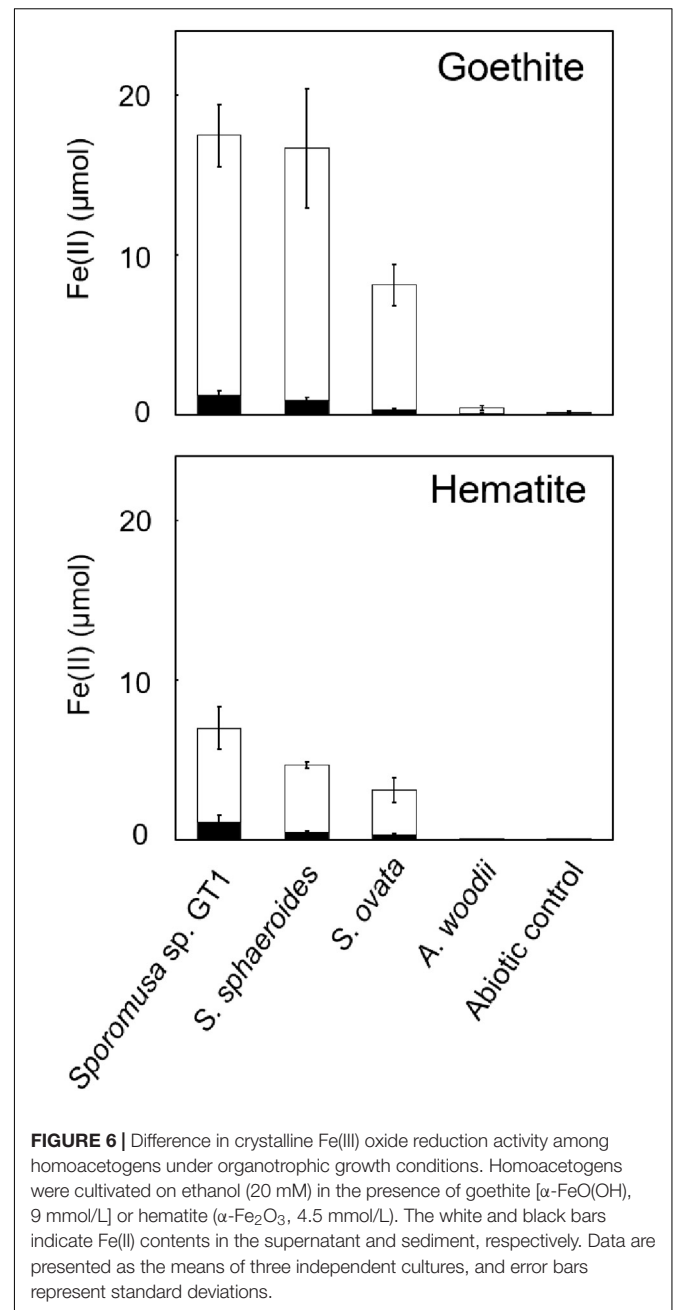 Goethite
20
10
0
Fe(II) (µmol)
Hematite
20
10
0
Fe(II) (µmol)
Sporomusa sp. GT1
S. sphaeroides
S. ovata
A. woodii
Abiotic control
FIGURE 6 | Difference in crystalline Fe(III) oxide reduction activity among
homoacetogens under organotrophic growth conditions. Homoacetogens
were cultivated on ethanol (20 mM) in the presence of goethite [α-FeO(OH),
9 mmol/L] or hematite (α-Fe2O3, 4.5 mmol/L). The white and black bars
indicate Fe(II) contents in the supernatant and sediment, respectively. Data are
presented as the means of three independent cultures, and error bars
represent standard deviations.